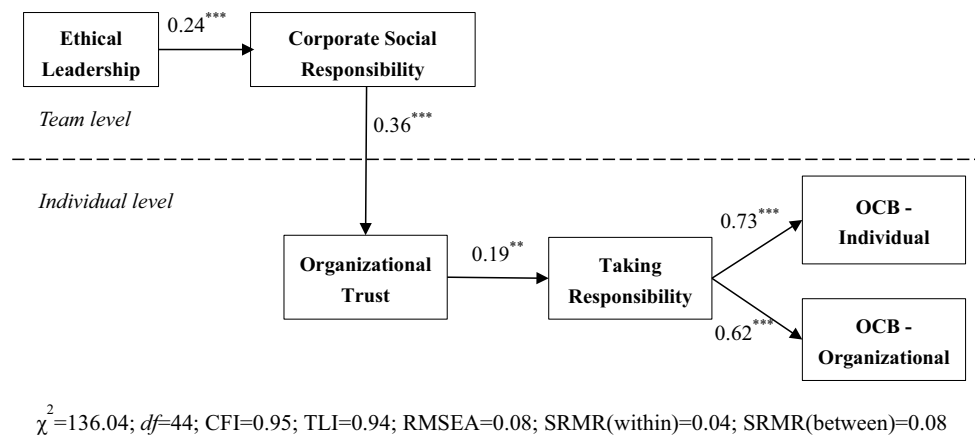 0.24***
Ethical
Leadership
Corporate Social
Responsibility
Team level
0.36***
Individual level
OCB -
Individual
0.73***
Organizational
Trust
0.19**
Taking
Responsibility
0.62***
OCB -
Organizational
χ²=136.04; df=44; CFI=0.95; TLI=0.94; RMSEA=0.08; SRMR(within)=0.04; SRMR(between)=0.08